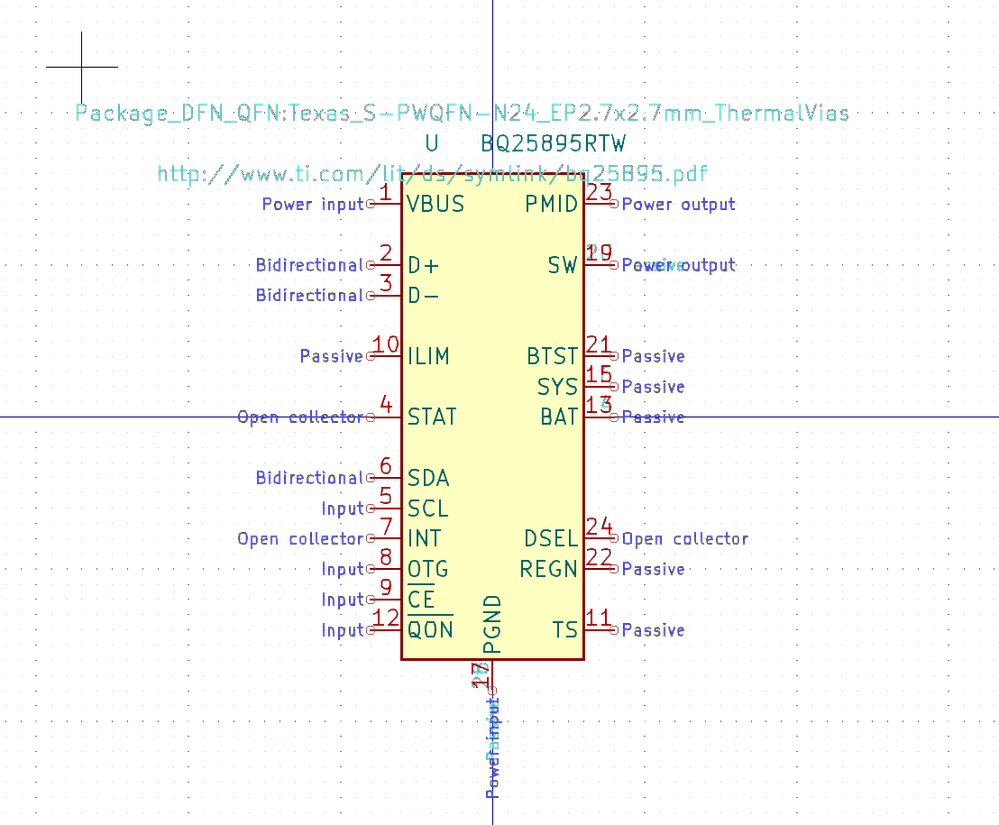 Package_DFN_QFN:Texas_S-PWQFN-N24_EP2.7x2.7mm_ThermalVias
U BQ25895RTW
http://www.ti.com/lit/ds/symlink/bq25895.pdf
Power input 1 VBUS PMID 23 Power output
Bidirectional 2 D+ SW 19 Power output
Bidirectional 3 D-
Passive 10 ILIM BTST 21 Passive
SYS 15 Passive
Open collector 4 STAT BAT 13 Passive
Bidirectional 6 SDA
Input 5 SCL
Open collector 7 INT DSEL 24 Open collector
Input 8 OTG REGN 22 Passive
Input 9 CE
Input 12 QON TS 11 Passive
PGND
17
Power input